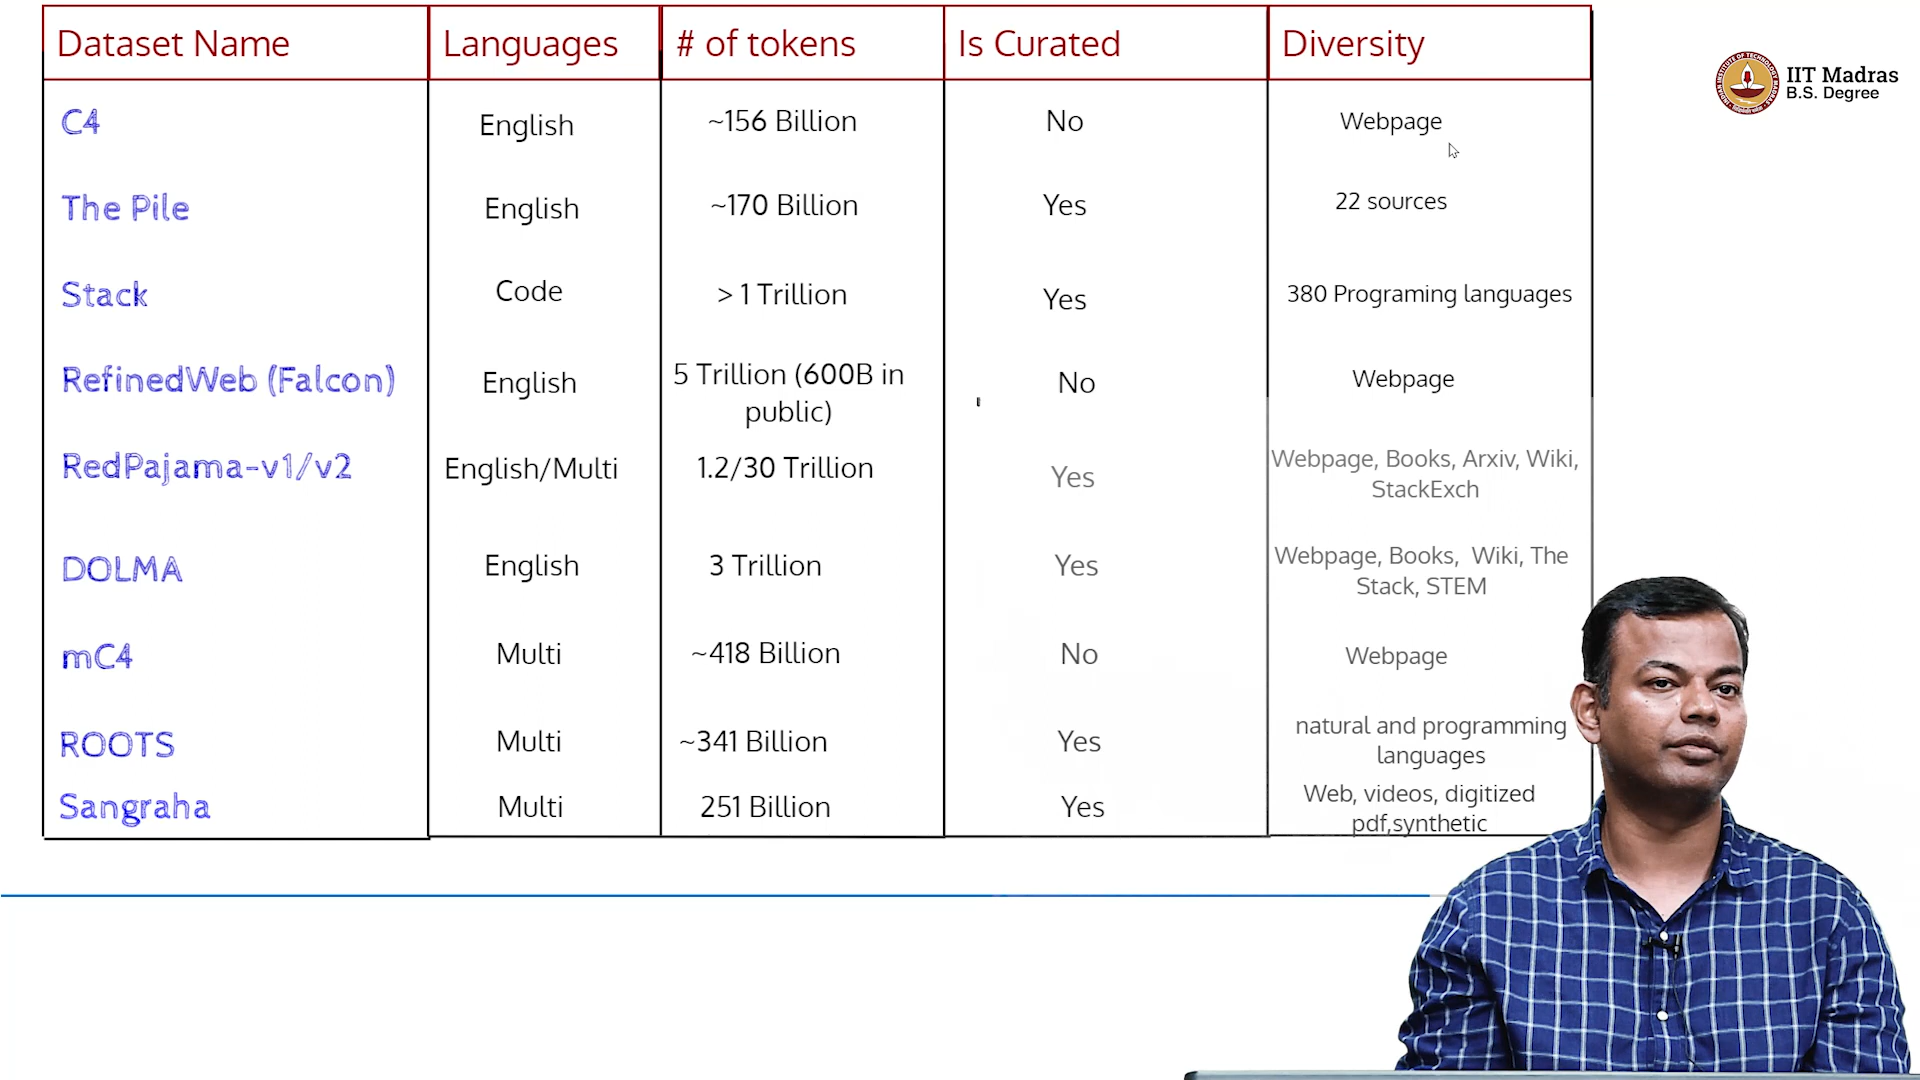 Dataset Name Languages # of tokens Is Curated Diversity
IIT Madras
B.S. Degree
C4 English ~156 Billion No Webpage
The Pile English ~170 Billion Yes 22 sources
Stack Code > 1 Trillion Yes 380 Programing languages
RefinedWeb (Falcon) English 5 Trillion (600B in public) No Webpage
RedPajama-v1/v2 English/Multi 1.2/30 Trillion Yes Webpage, Books, Arxiv, Wiki, StackExch
DOLMA English 3 Trillion Yes Webpage, Books, Wiki, The Stack, STEM
mC4 Multi ~418 Billion No Webpage
ROOTS Multi ~341 Billion Yes natural and programming languages
Sangraha Multi 251 Billion Yes Web, videos, digitized pdf,synthetic